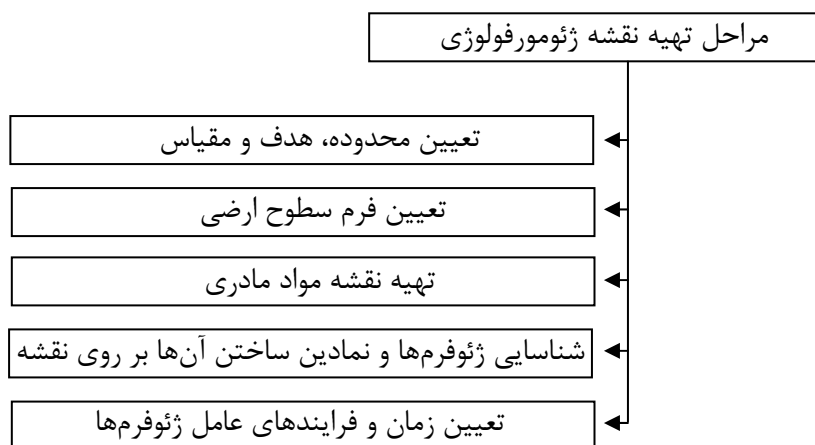 مراحل تهیه نقشه ژئومورفولوژی
تعیین محدوده، هدف و مقیاس
تعیین فرم سطوح ارضی
تهیه نقشه مواد مادری
شناسایی ژئوفرم‌ها و نمادین ساختن آن‌ها بر روی نقشه
تعیین زمان و فرایندهای عامل ژئوفرم‌ها